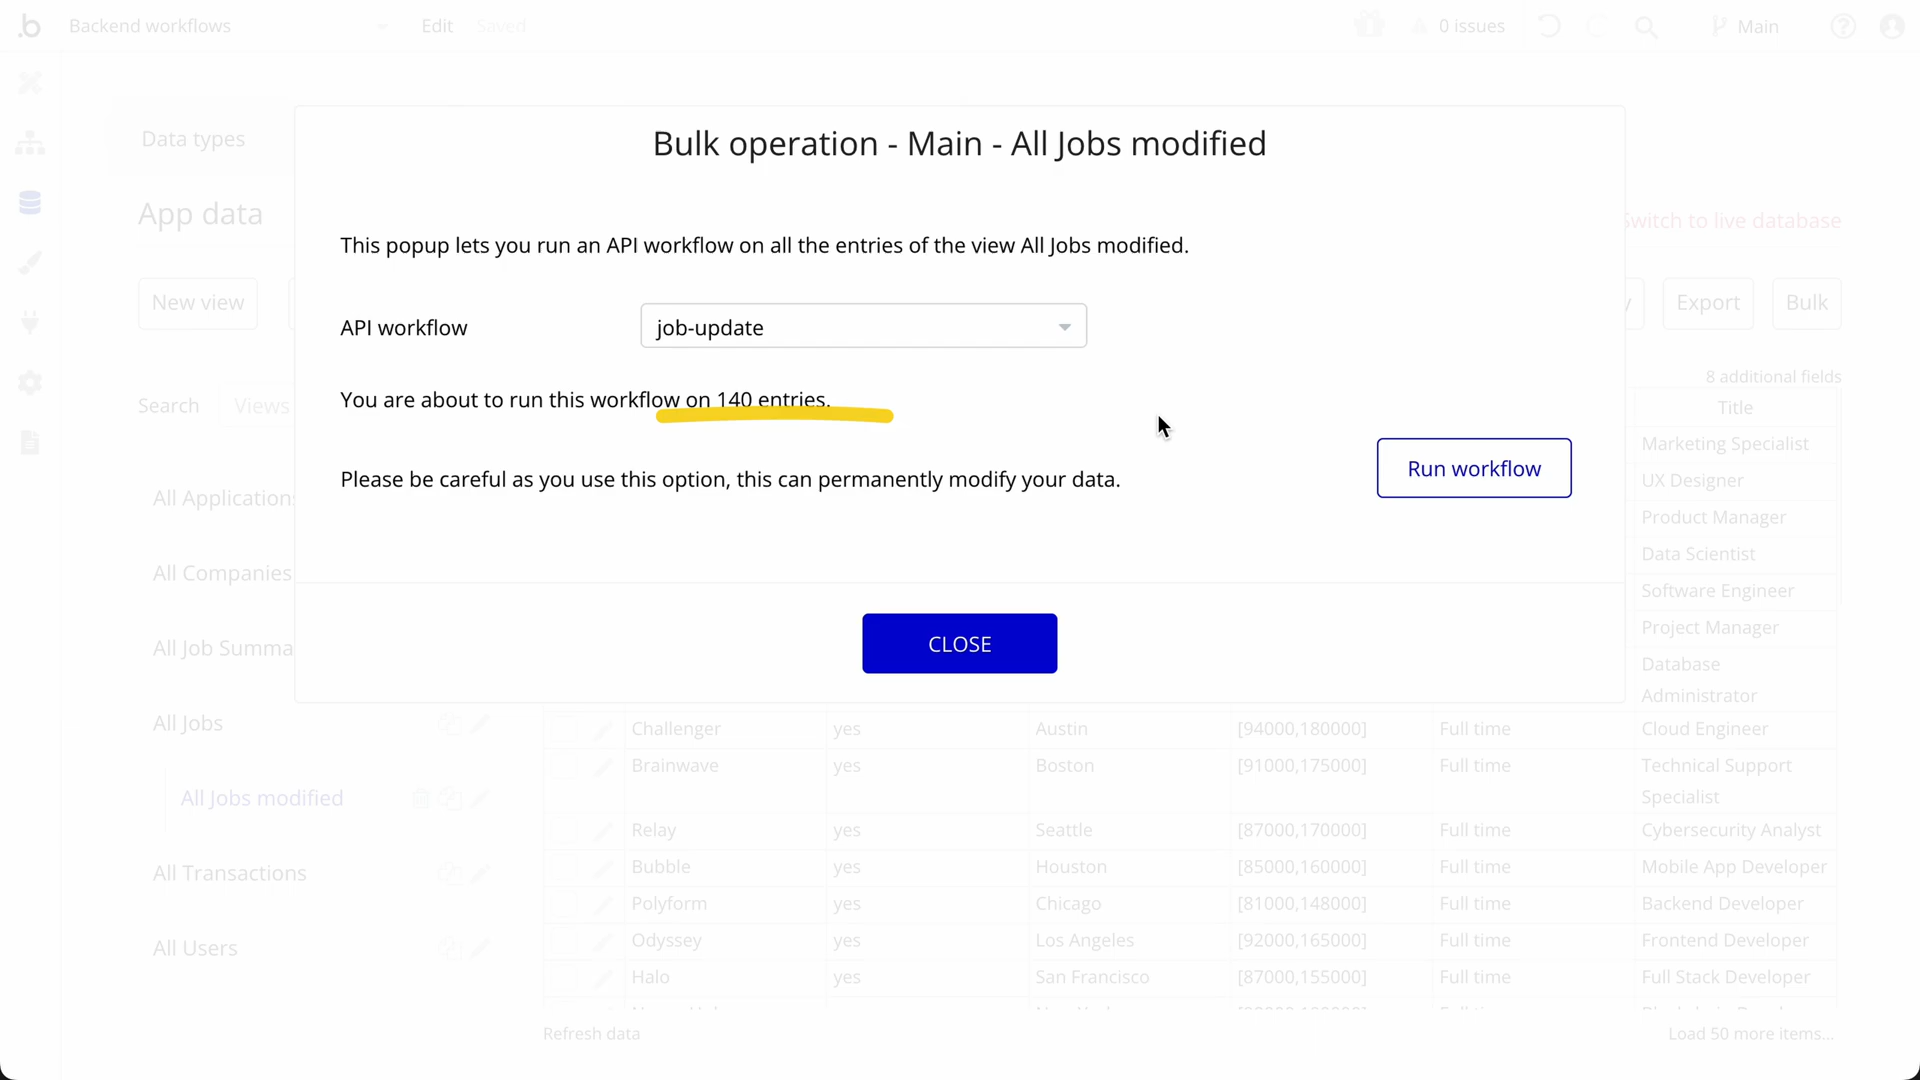 .b Backend workflows Edit Saved 0 issues Main
Data types
Bulk operation - Main - All Jobs modified
App data
Switch to live database
This popup lets you run an API workflow on all the entries of the view All Jobs modified.
New view
Export
Bulk
API workflow
job-update
8 additional fields
Search
Views
You are about to run this workflow on 140 entries.
Title
Marketing Specialist
Run workflow
Please be careful as you use this option, this can permanently modify your data.
UX Designer
All Applications
Product Manager
Data Scientist
All Companies
Software Engineer
Project Manager
CLOSE
All Job Summa
Database
Administrator
All Jobs
Challenger yes Austin [94000,180000] Full time Cloud Engineer
Brainwave yes Boston [91000,175000] Full time Technical Support
Specialist
All Jobs modified
Relay yes Seattle [87000,170000] Full time Cybersecurity Analyst
All Transactions
Bubble yes Houston [85000,160000] Full time Mobile App Developer
Polyform yes Chicago [81000,148000] Full time Backend Developer
All Users
Odyssey yes Los Angeles [92000,165000] Full time Frontend Developer
Halo yes San Francisco [87000,155000] Full time Full Stack Developer
Refresh data
Load 50 more items...